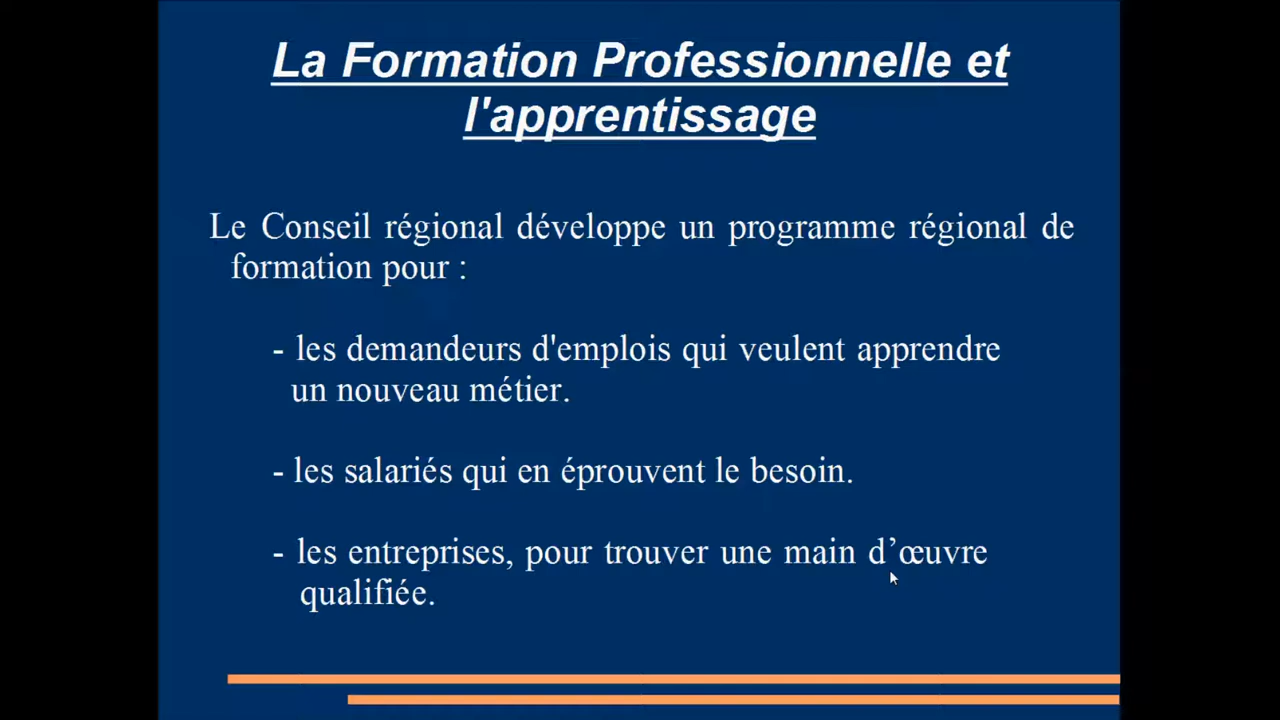 La Formation Professionnelle et
l'apprentissage
Le Conseil régional développe un programme régional de
formation pour :
- les demandeurs d'emplois qui veulent apprendre
un nouveau métier.
- les salariés qui en éprouvent le besoin.
- les entreprises, pour trouver une main d’œuvre
qualifiée.